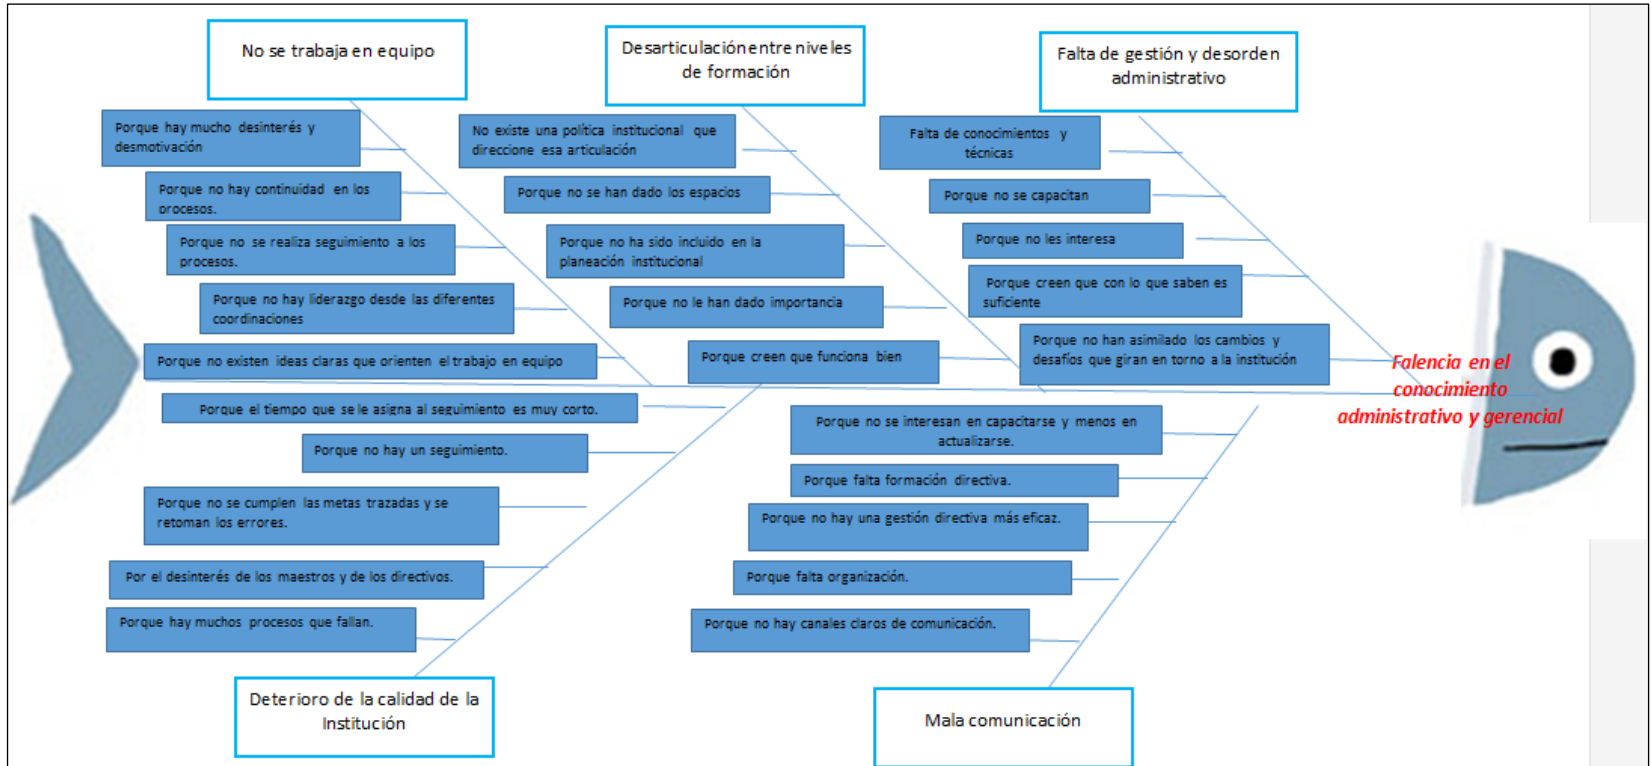 No se trabaja en equipo
Desarticulación entre niveles
de formación
Falta de gestión y desorden
administrativo
Porque hay mucho desinterés y
desmotivación
Porque no hay continuidad en los
procesos.
Porque no se realiza seguimiento a los
procesos.
Porque no hay liderazgo desde las diferentes
coordinaciones
Porque no existen ideas claras que orienten el trabajo en equipo
No existe una política institucional que
direccione esa articulación
Porque no se han dado los espacios
Porque no ha sido incluido en la
planeación institucional
Porque no le han dado importancia
Porque creen que funciona bien
Falta de conocimientos y
técnicas
Porque no se capacitan
Porque no les interesa
Porque creen que con lo que saben es
suficiente
Porque no han asimilado los cambios y
desafíos que giran en torno a la institución
Falencia en el
conocimiento
administrativo y gerencial
Porque el tiempo que se le asigna al seguimiento es muy corto.
Porque no hay un seguimiento.
Porque no se cumplen las metas trazadas y se
retoman los errores.
Por el desinterés de los maestros y de los directivos.
Porque hay muchos procesos que fallan.
Deterioro de la calidad de la
Institución
Porque no se interesan en capacitarse y menos en
actualizarse.
Porque falta formación directiva.
Porque no hay una gestión directiva más eficaz.
Porque falta organización.
Porque no hay canales claros de comunicación.
Mala comunicación